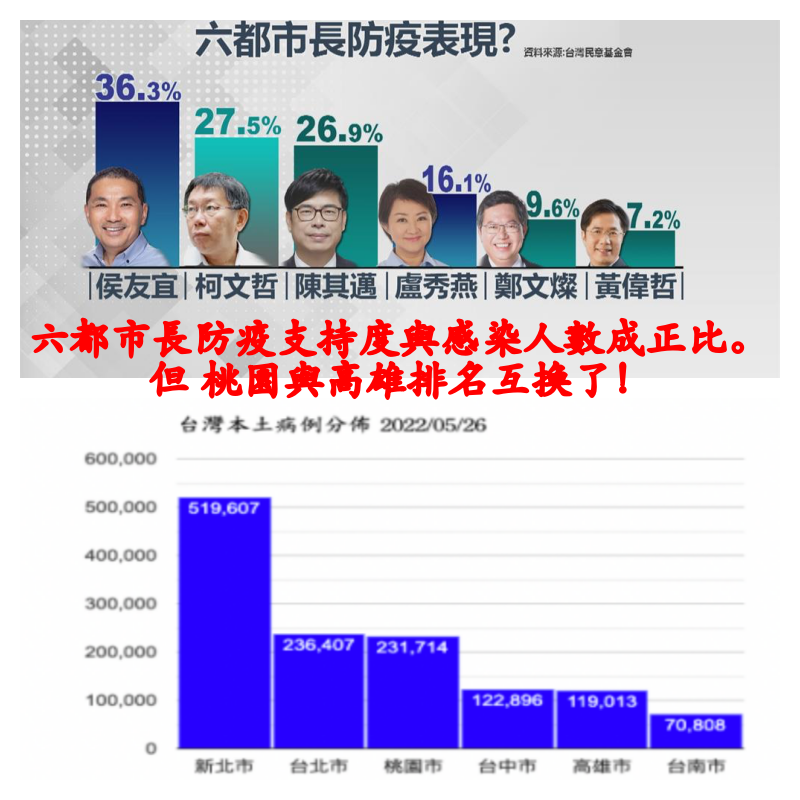 六都市長防疫表現?
資料來源:台灣民意基金會
36.3%
27.5%
26.9%
16.1%
9.6%
7.2%
侯友宜
柯文哲
陳其邁
盧秀燕
鄭文燦
黃偉哲
六都市長防疫支持度與感染人數成正比。
但 桃園與高雄排名互換了!
台灣本土病例分佈 2022/05/26
600,000
500,000
400,000
300,000
200,000
100,000
0
519,607
236,407
231,714
122,896
119,013
70,808
新北市
台北市
桃園市
台中市
高雄市
台南市